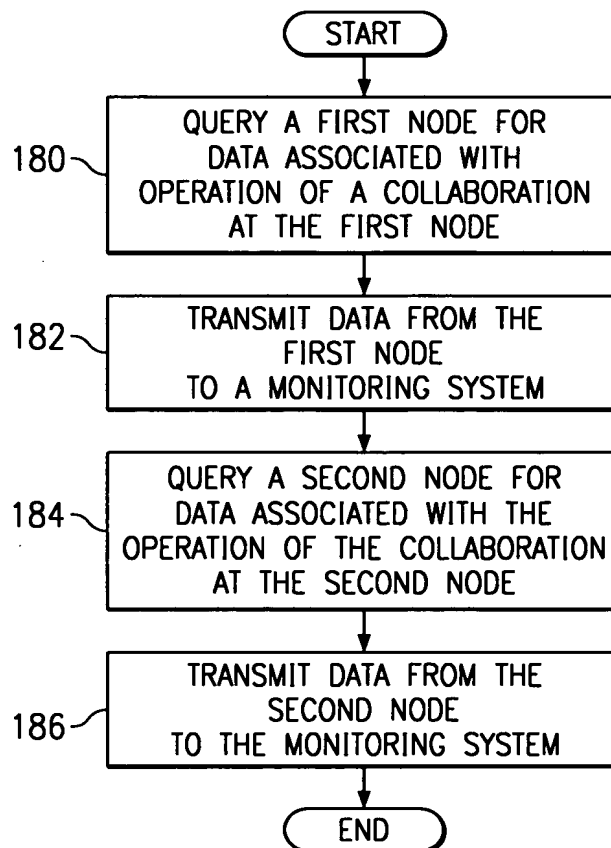 START
180
QUERY A FIRST NODE FOR
DATA ASSOCIATED WITH
OPERATION OF A COLLABORATION
AT THE FIRST NODE
182
TRANSMIT DATA FROM THE
FIRST NODE
TO A MONITORING SYSTEM
184
QUERY A SECOND NODE FOR
DATA ASSOCIATED WITH THE
OPERATION OF THE COLLABORATION
AT THE SECOND NODE
186
TRANSMIT DATA FROM THE
SECOND NODE
TO THE MONITORING SYSTEM
END